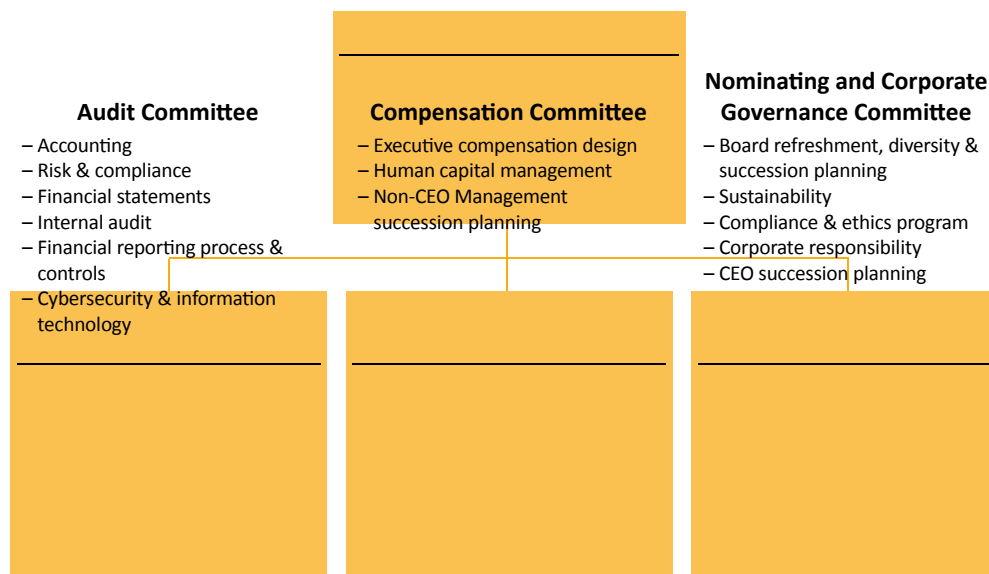 Audit Committee
– Accounting
– Risk & compliance
– Financial statements
– Internal audit
– Financial reporting process &
controls
– Cybersecurity & information
technology
Compensation Committee
– Executive compensation design
– Human capital management
– Non-CEO Management
succession planning
Nominating and Corporate
Governance Committee
– Board refreshment, diversity &
succession planning
– Sustainability
– Compliance & ethics program
– Corporate responsibility
– CEO succession planning